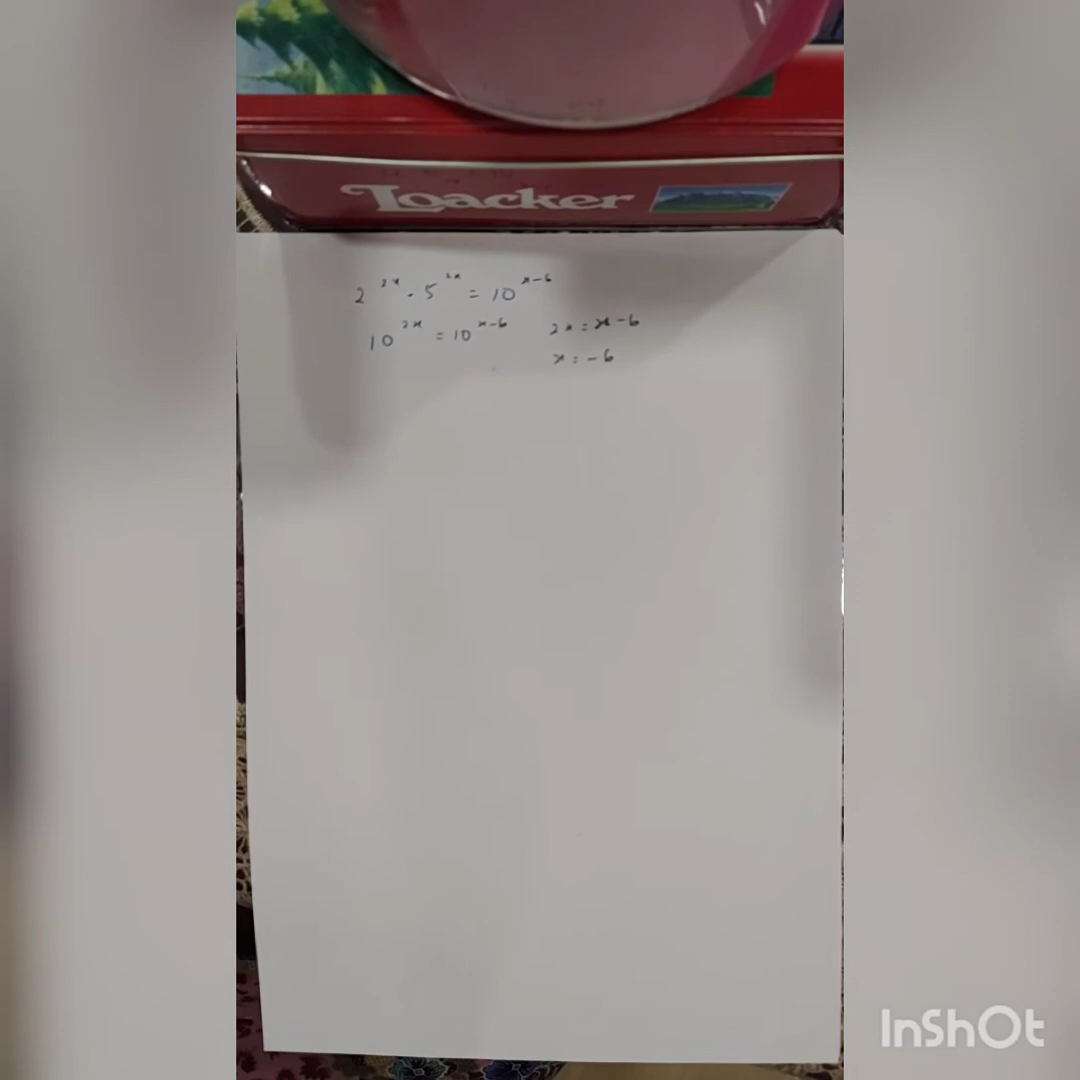 Loacker
2^{2x} · 5^{2x} = 10^{x-6}
10^{2x} = 10^{x-6}
2x = x-6
x = -6
InShOt